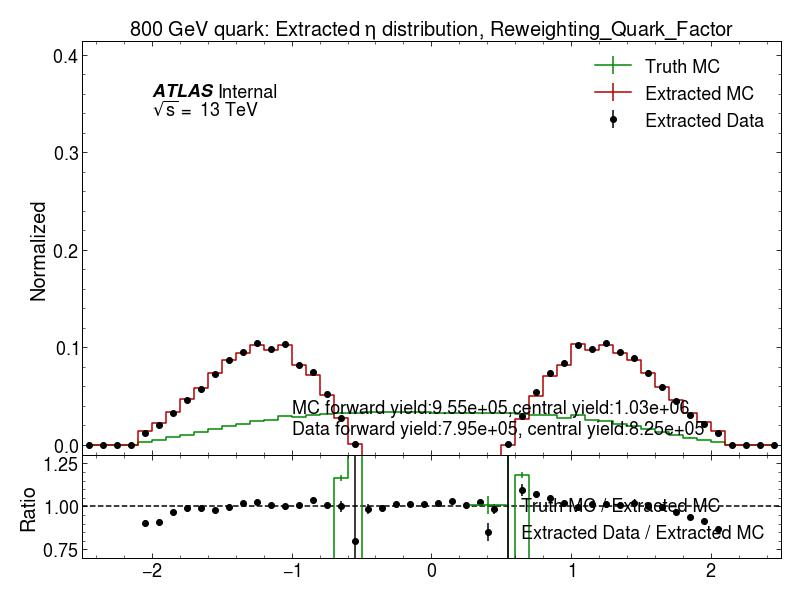 800 GeV quark: Extracted η distribution, Reweighting_Quark_Factor
0.4
0.3
0.2
0.1
0.0
Normalized
ATLAS Internal
√s = 13 TeV
Truth MC
Extracted MC
Extracted Data
MC forward yield:9.55e+05,central yield:1.03e+06
Data forward yield:7.95e+05, central yield:8.25e+05
1.25
1.00
0.75
Ratio
Truth MC / Extracted MC
Extracted Data / Extracted MC
−2 −1 0 1 2